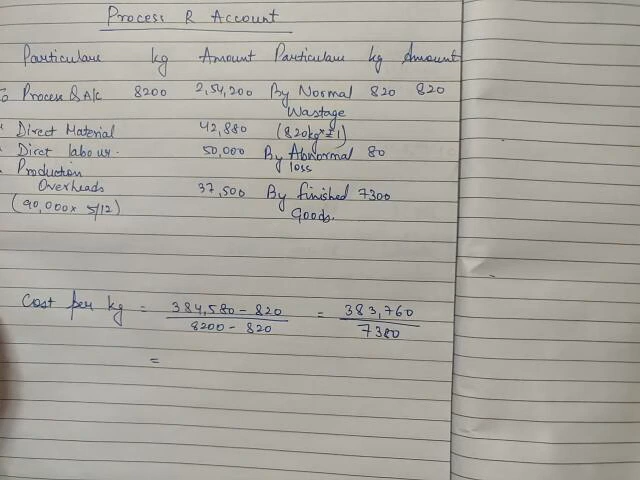 Process R Account
Particulars kg Amount Particulars kg Amount
To Process Q A/c 8200 2,54,200 By Normal 820 820
Wastage
" Direct Material 42,880 (820kg × ₤1)
" Direct labour. 50,000 By Abnormal 80
loss
" Production
Overheads 37,500 By finished 7300
(90,000 x 5/12) Goods.
Cost per kg = 384,580 - 820 = 383,760
8200 - 820 7380
=